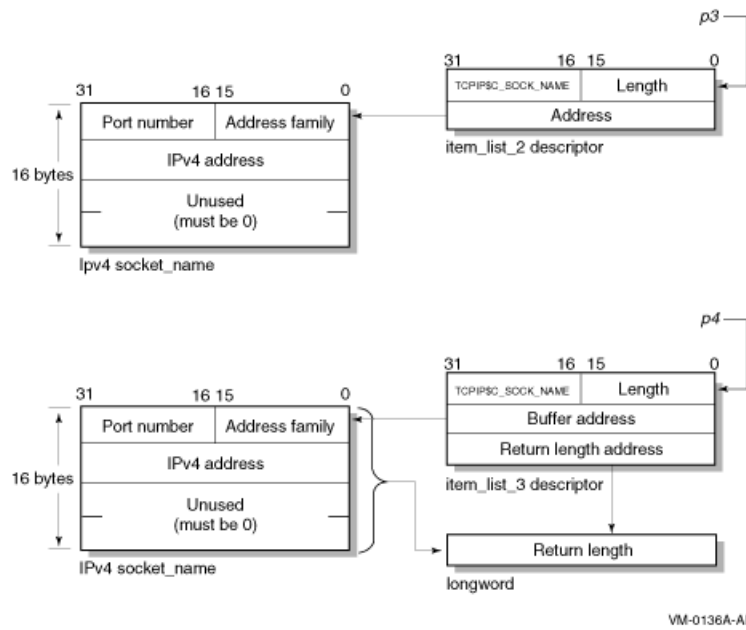 p3
31 16 15 0
TCPIP$C_SOCK_NAME Length
Address
item_list_2 descriptor
31 16 15 0
Port number Address family
IPv4 address
16 bytes
Unused
(must be 0)
Ipv4 socket_name
p4
31 16 15 0
TCPIP$C_SOCK_NAME Length
Buffer address
Return length address
item_list_3 descriptor
31 16 15 0
Port number Address family
IPv4 address
16 bytes
Unused
(must be 0)
IPv4 socket_name
Return length
longword